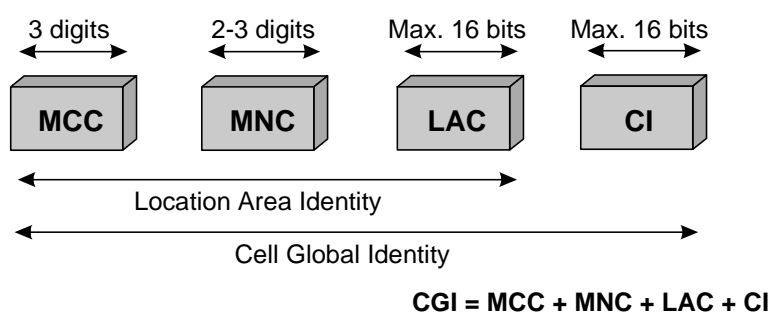 3 digits 2-3 digits Max. 16 bits Max. 16 bits
MCC MNC LAC CI
Location Area Identity
Cell Global Identity
CGI = MCC + MNC + LAC + CI